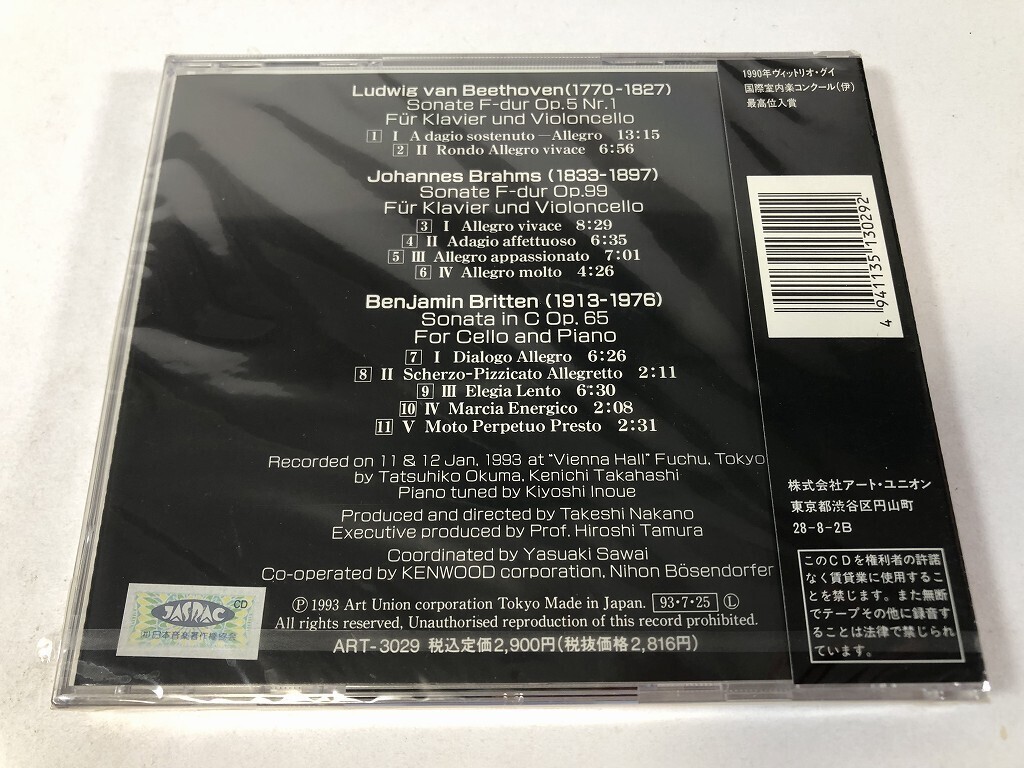 Ludwig van Beethoven(1770-1827)
Sonate F-dur Op.5 Nr.1
Für Klavier und Violoncello
1 I A dagio sostenuto—Allegro 13:15
2 II Rondo Allegro vivace 6:56
Johannes Brahms (1833-1897)
Sonate F-dur Op.99
Für Klavier und Violoncello
3 I Allegro vivace 8:29
4 II Adagio affettuoso 6:35
5 III Allegro appassionato 7:01
6 IV Allegro molto 4:26
Benjamin Britten (1913-1976)
Sonata in C Op. 65
For Cello and Piano
7 I Dialogo Allegro 6:26
8 II Scherzo-Pizzicato Allegretto 2:11
9 III Elegia Lento 6:30
10 IV Marcia Energico 2:08
11 V Moto Perpetuo Presto 2:31
Recorded on 11 & 12 Jan, 1993 at "Vienna Hall" Fuchu, Tokyo
by Tatsuhiko Okuma, Kenichi Takahashi
Piano tuned by Kiyoshi Inoue
Produced and directed by Takeshi Nakano
Executive produced by Prof. Hiroshi Tamura
Coordinated by Yasuaki Sawai
Co-operated by KENWOOD corporation, Nihon Bösendorfer
Ⓟ 1993 Art Union corporation Tokyo Made in Japan. 93・7・25 Ⓛ
All rights reserved, Unauthorised reproduction of this record prohibited.
ART-3029 税込定価2,900円(税抜価格2,816円)
JASRAC CD
(社)日本音楽著作権協会
1990年ヴィットリオ・グイ
国際室内楽コンクール(伊)
最高位入賞
4 941135 130292
株式会社アート・ユニオン
東京都渋谷区円山町
28-8-2B
このCDを権利者の許諾
なく賃貸業に使用するこ
とを禁じます。また無断
でテープその他に録音す
ることは法律で禁じられ
ています。